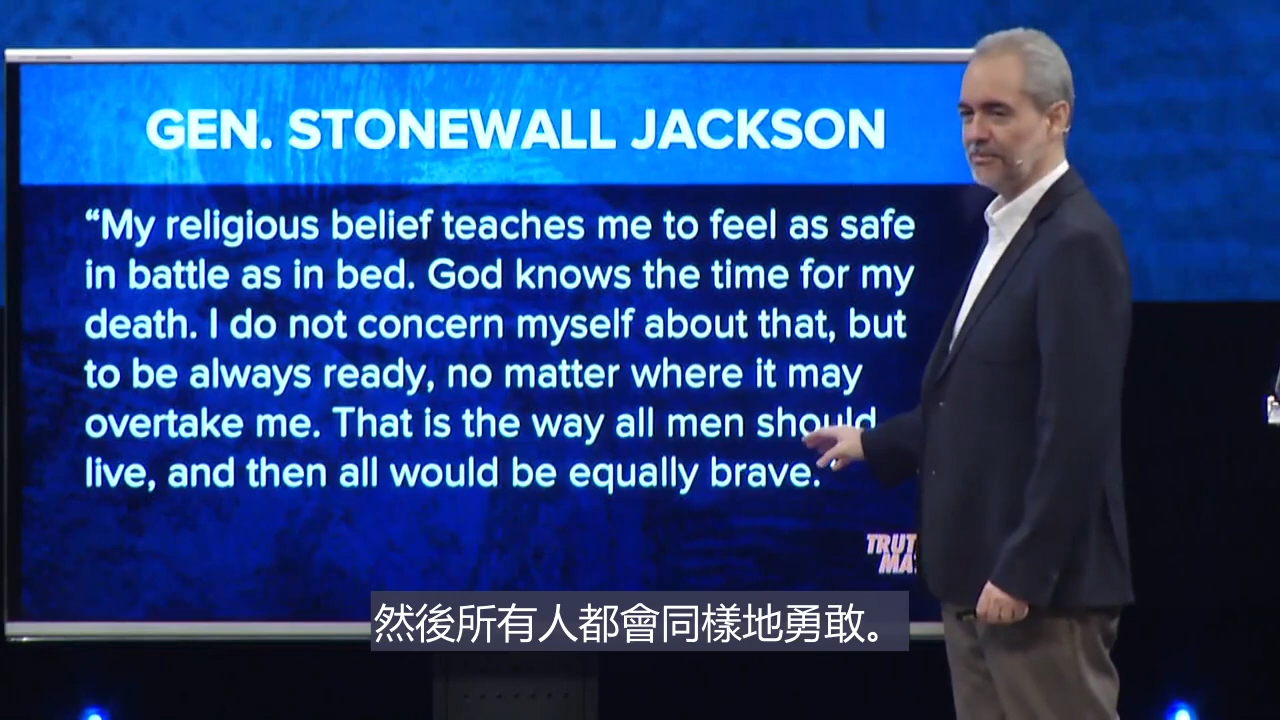 GEN. STONEWALL JACKSON
“My religious belief teaches me to feel as safe
in battle as in bed. God knows the time for my
death. I do not concern myself about that, but
to be always ready, no matter where it may
overtake me. That is the way all men should
live, and then all would be equally brave.
然後所有人都會同樣地勇敢。